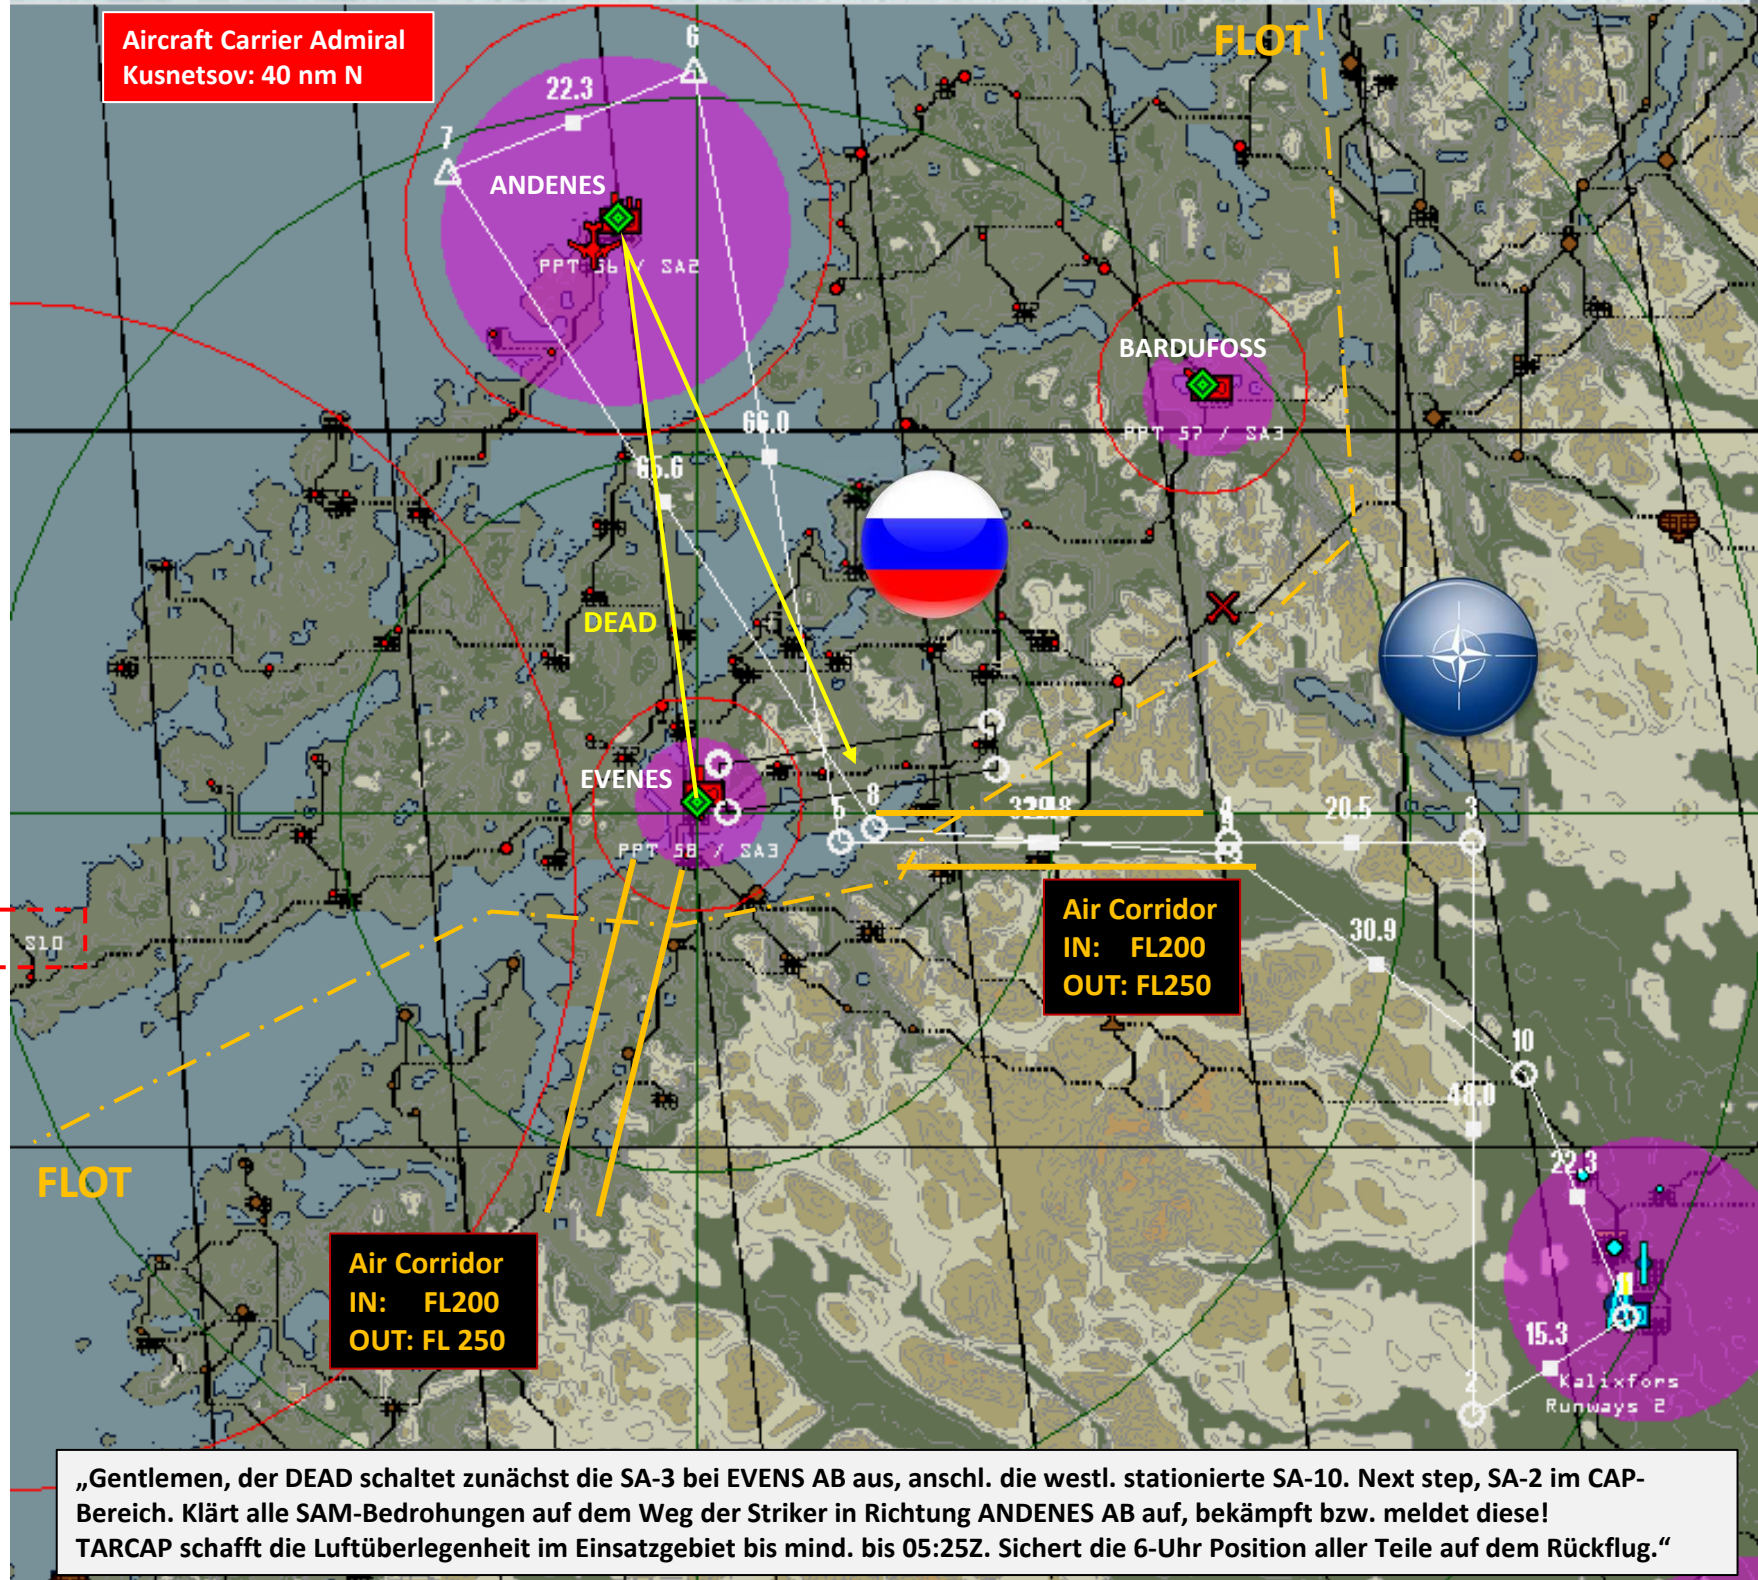 FLOT
Aircraft Carrier Admiral
Kusnetsov: 40 nm N
6
22.3
7
ANDENES
PPT 56 / SA2
BARDUFOSS
PPT 57 / SA3
66.0
65.6
DEAD
EVENES
PPT 58 / SA3
5
8
4
20.5
3
Air Corridor
IN: FL200
OUT: FL250
S10
30.9
10
48.0
FLOT
22.3
Air Corridor
IN: FL200
OUT: FL 250
15.3
2
Kalixfors
Runways 2
„Gentlemen, der DEAD schaltet zunächst die SA-3 bei EVENS AB aus, anschl. die westl. stationierte SA-10. Next step, SA-2 im CAP-
Bereich. Klärt alle SAM-Bedrohungen auf dem Weg der Striker in Richtung ANDENES AB auf, bekämpft bzw. meldet diese!
TARCAP schafft die Luftüberlegenheit im Einsatzgebiet bis mind. bis 05:25Z. Sichert die 6-Uhr Position aller Teile auf dem Rückflug.“